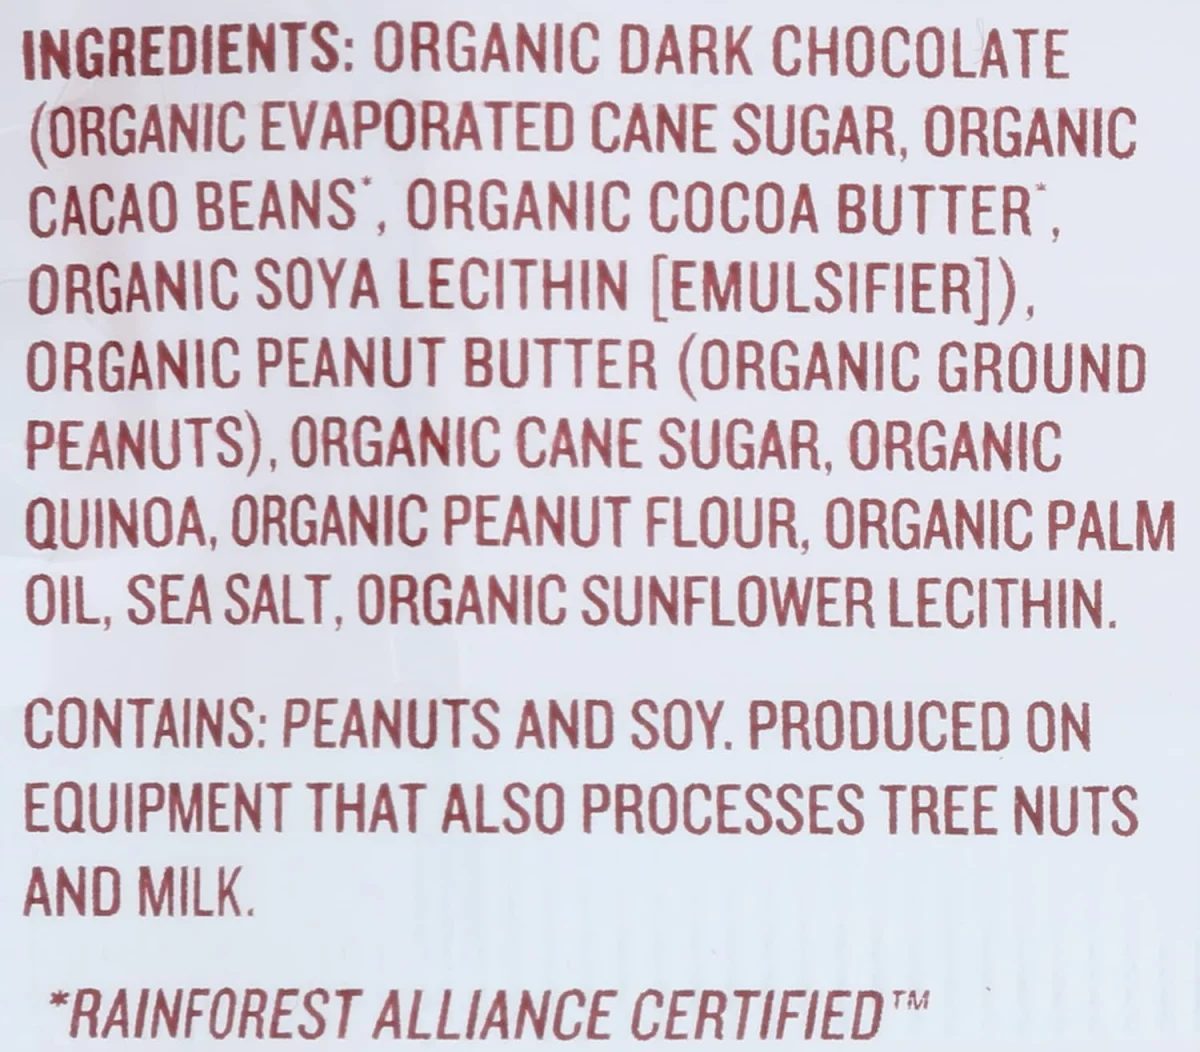 INGREDIENTS: ORGANIC DARK CHOCOLATE
(ORGANIC EVAPORATED CANE SUGAR, ORGANIC
CACAO BEANS*, ORGANIC COCOA BUTTER*,
ORGANIC SOYA LECITHIN [EMULSIFIER]),
ORGANIC PEANUT BUTTER (ORGANIC GROUND
PEANUTS), ORGANIC CANE SUGAR, ORGANIC
QUINOA, ORGANIC PEANUT FLOUR, ORGANIC PALM
OIL, SEA SALT, ORGANIC SUNFLOWER LECITHIN.
CONTAINS: PEANUTS AND SOY. PRODUCED ON
EQUIPMENT THAT ALSO PROCESSES TREE NUTS
AND MILK.
*RAINFOREST ALLIANCE CERTIFIED™